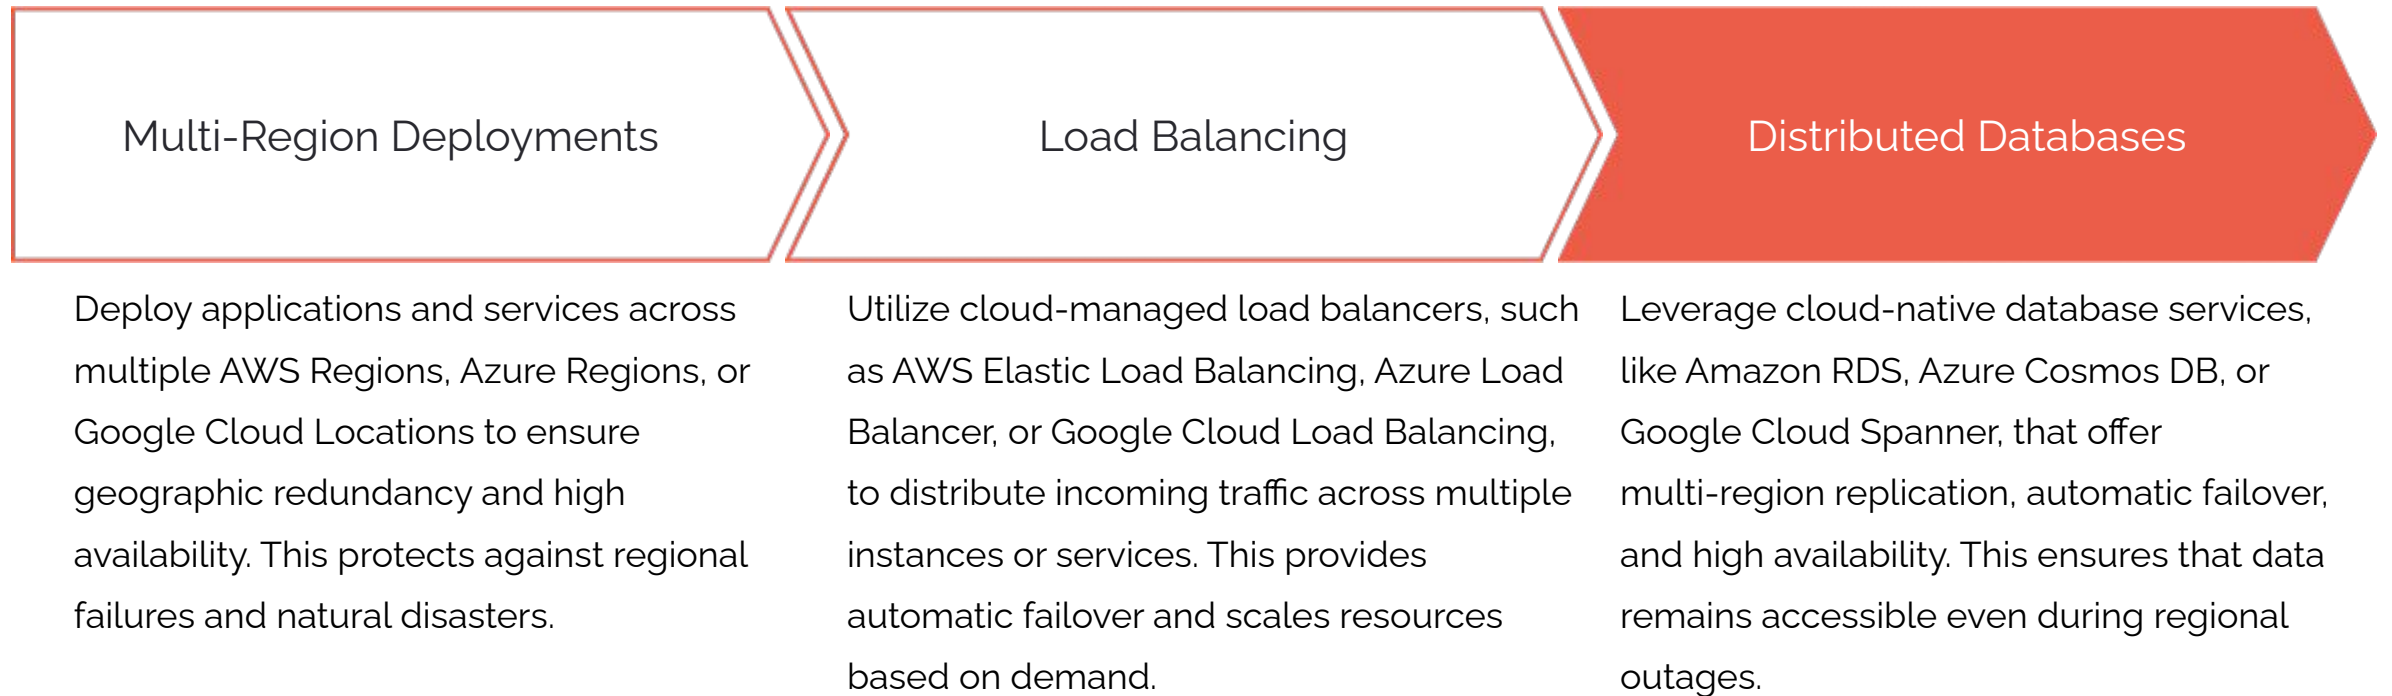 Multi-Region Deployments
Deploy applications and services across
multiple AWS Regions, Azure Regions, or
Google Cloud Locations to ensure
geographic redundancy and high
availability. This protects against regional
failures and natural disasters.
Load Balancing
Utilize cloud-managed load balancers, such
as AWS Elastic Load Balancing, Azure Load
Balancer, or Google Cloud Load Balancing,
to distribute incoming traffic across multiple
instances or services. This provides
automatic failover and scales resources
based on demand.
Distributed Databases
Leverage cloud-native database services,
like Amazon RDS, Azure Cosmos DB, or
Google Cloud Spanner, that offer
multi-region replication, automatic failover,
and high availability. This ensures that data
remains accessible even during regional
outages.